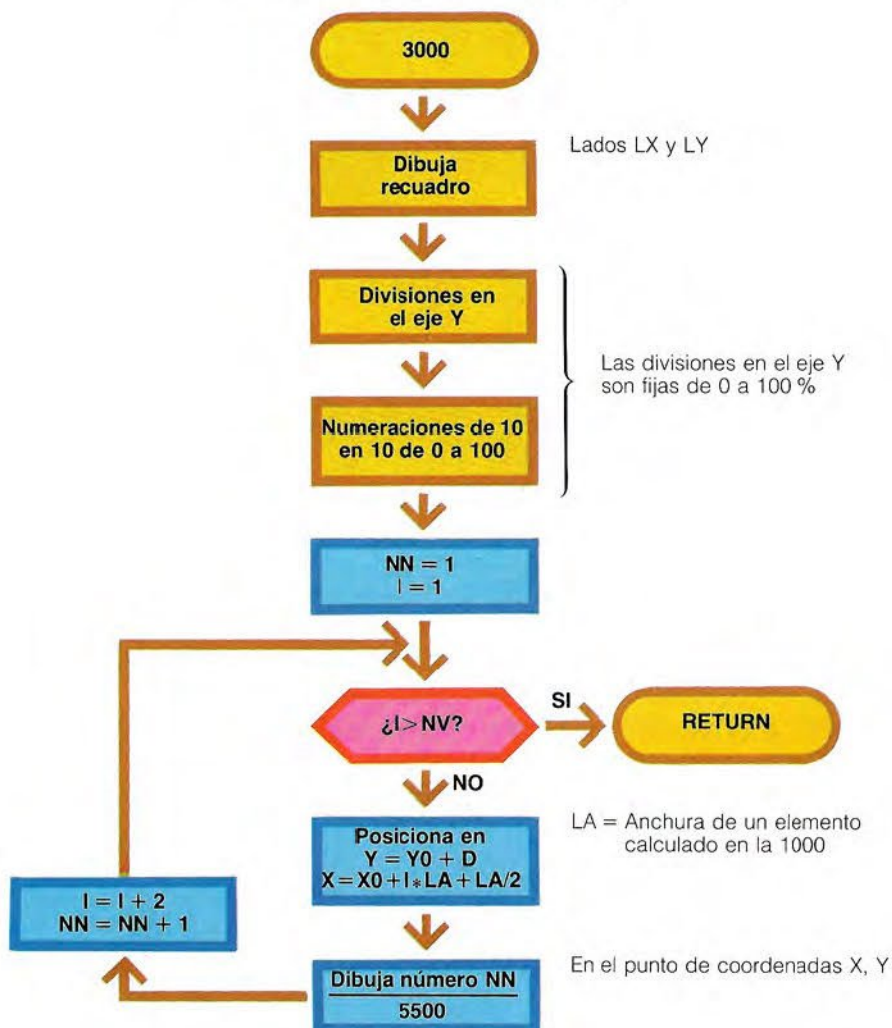 3000
Lados LX y LY
Dibuja
recuadro
Divisiones en
el eje Y
Las divisiones en el eje Y
son fijas de 0 a 100 %
Numeraciones de 10
en 10 de 0 a 100
NN = 1
I = 1
¿I > NV?
SI
RETURN
NO
Posiciona en
Y = Y0 + D
X = X0 + I * LA + LA/2
LA = Anchura de un elemento
calculado en la 1000
I = I + 2
NN = NN + 1
Dibuja número NN
5500
En el punto de coordenadas X, Y